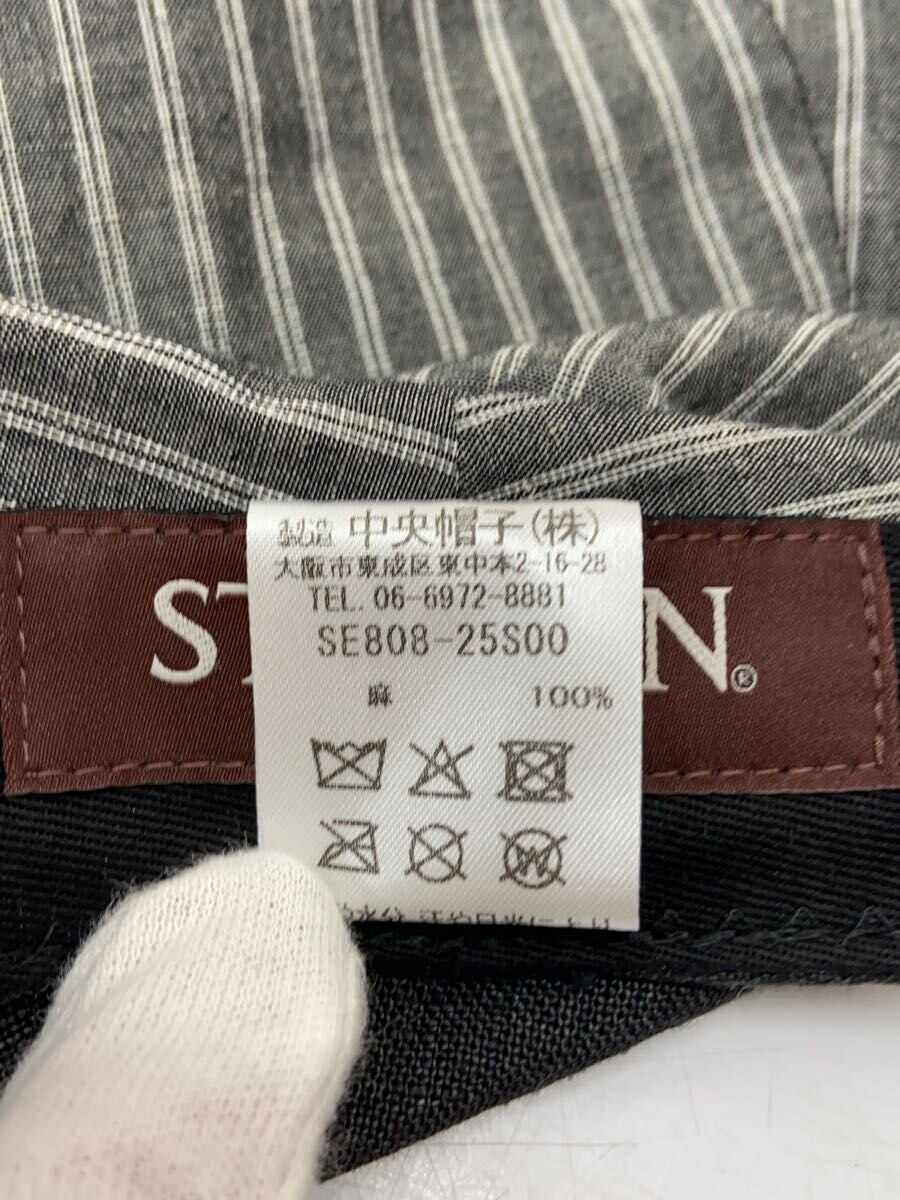 製造 中央帽子(株)
大阪市東成区東中本2-16-28
TEL. 06-6972-8881
SE808-25S00
麻 100%
ST N®